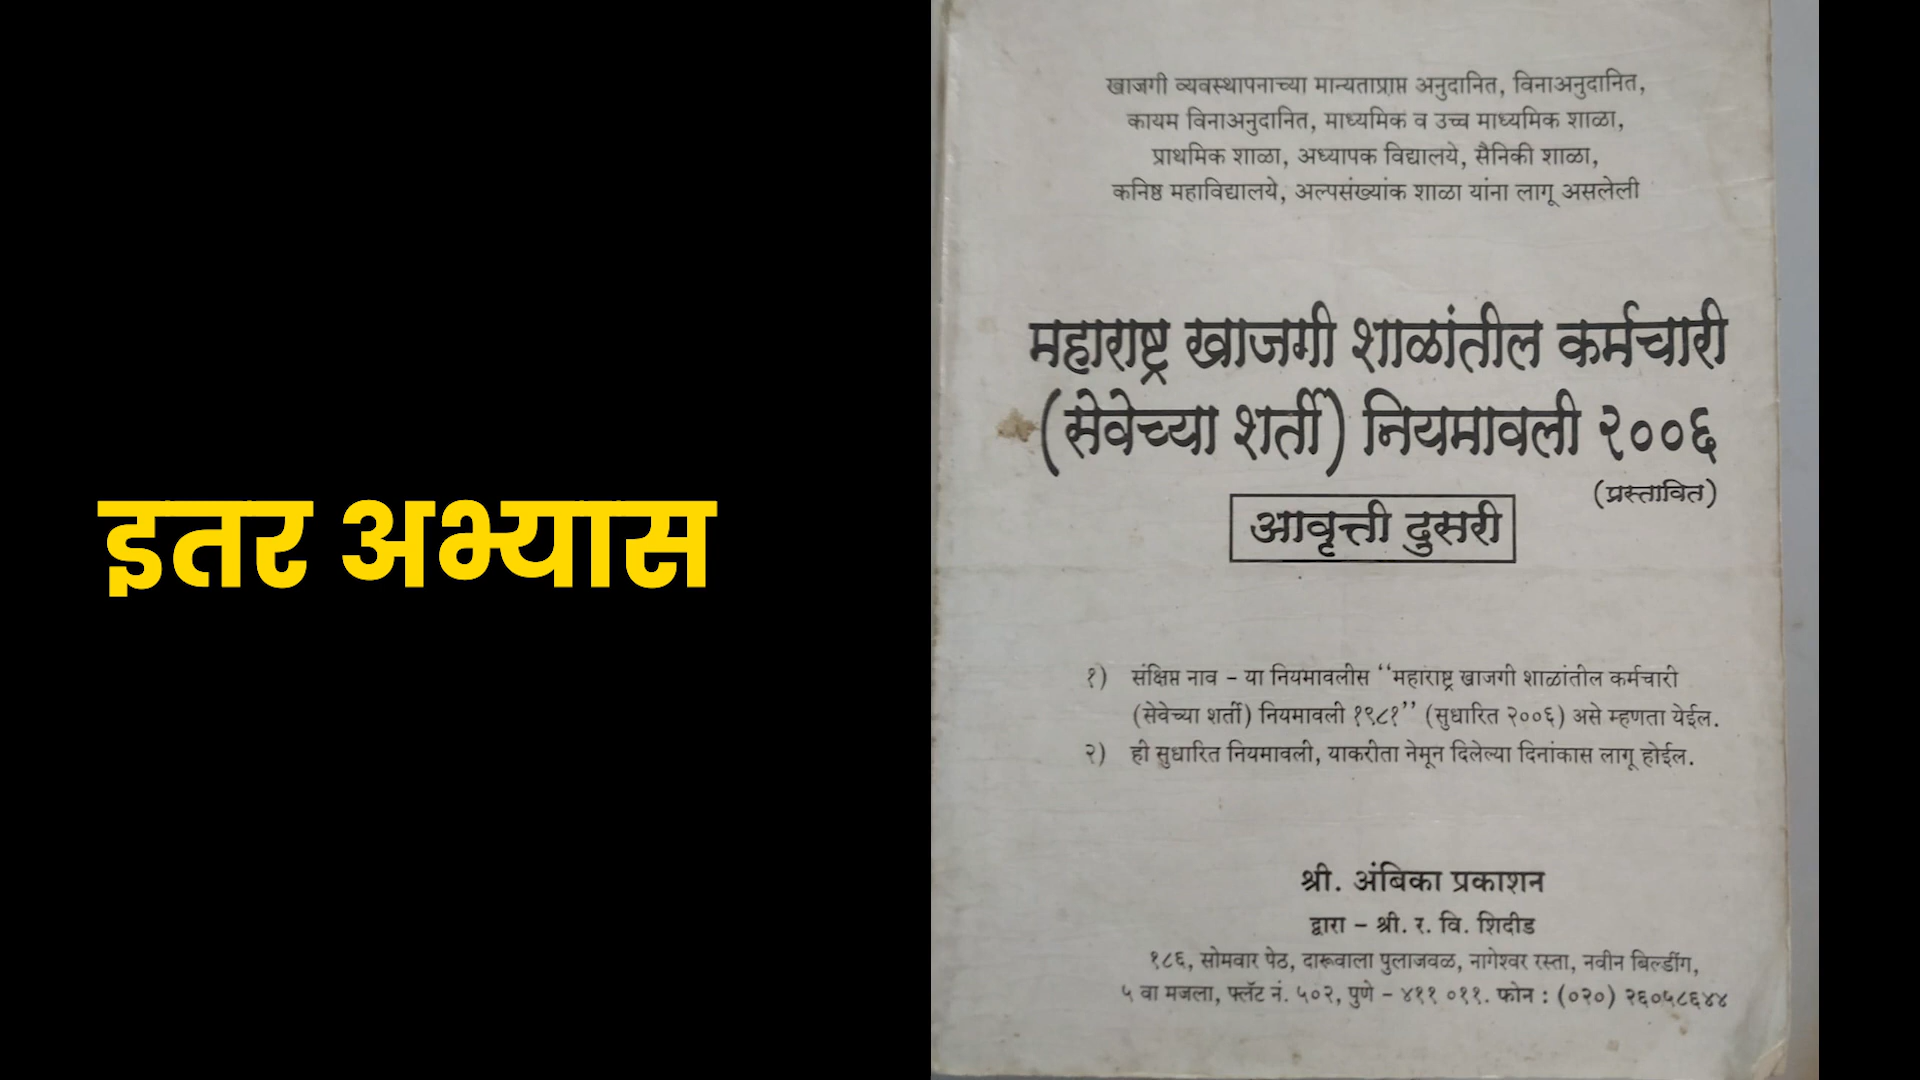 इतर अभ्यास
खाजगी व्यवस्थापनाच्या मान्यताप्राप्त अनुदानित, विनाअनुदानित,
कायम विनाअनुदानित, माध्यमिक व उच्च माध्यमिक शाळा,
प्राथमिक शाळा, अध्यापक विद्यालये, सैनिकी शाळा,
कनिष्ठ महाविद्यालये, अल्पसंख्यांक शाळा यांना लागू असलेली
महाराष्ट्र खाजगी शाळांतील कर्मचारी
(सेवेच्या शर्ती) नियमावली २००६
(प्रस्तावित)
आवृत्ती दुसरी
१) संक्षिप्त नाव - या नियमावलीस “महाराष्ट्र खाजगी शाळांतील कर्मचारी
(सेवेच्या शर्ती) नियमावली १९८१” (सुधारित २००६) असे म्हणता येईल.
२) ही सुधारित नियमावली, याकरीता नेमून दिलेल्या दिनांकास लागू होईल.
श्री. अंबिका प्रकाशन
द्वारा - श्री. र. वि. शिदीड
१८६, सोमवार पेठ, दारूवाला पुलाजवळ, नागेश्वर रस्ता, नवीन बिल्डींग,
५ वा मजला, फ्लॅट नं. ५०२, पुणे - ४११ ०११. फोन : (०२०) २६०५८६४४